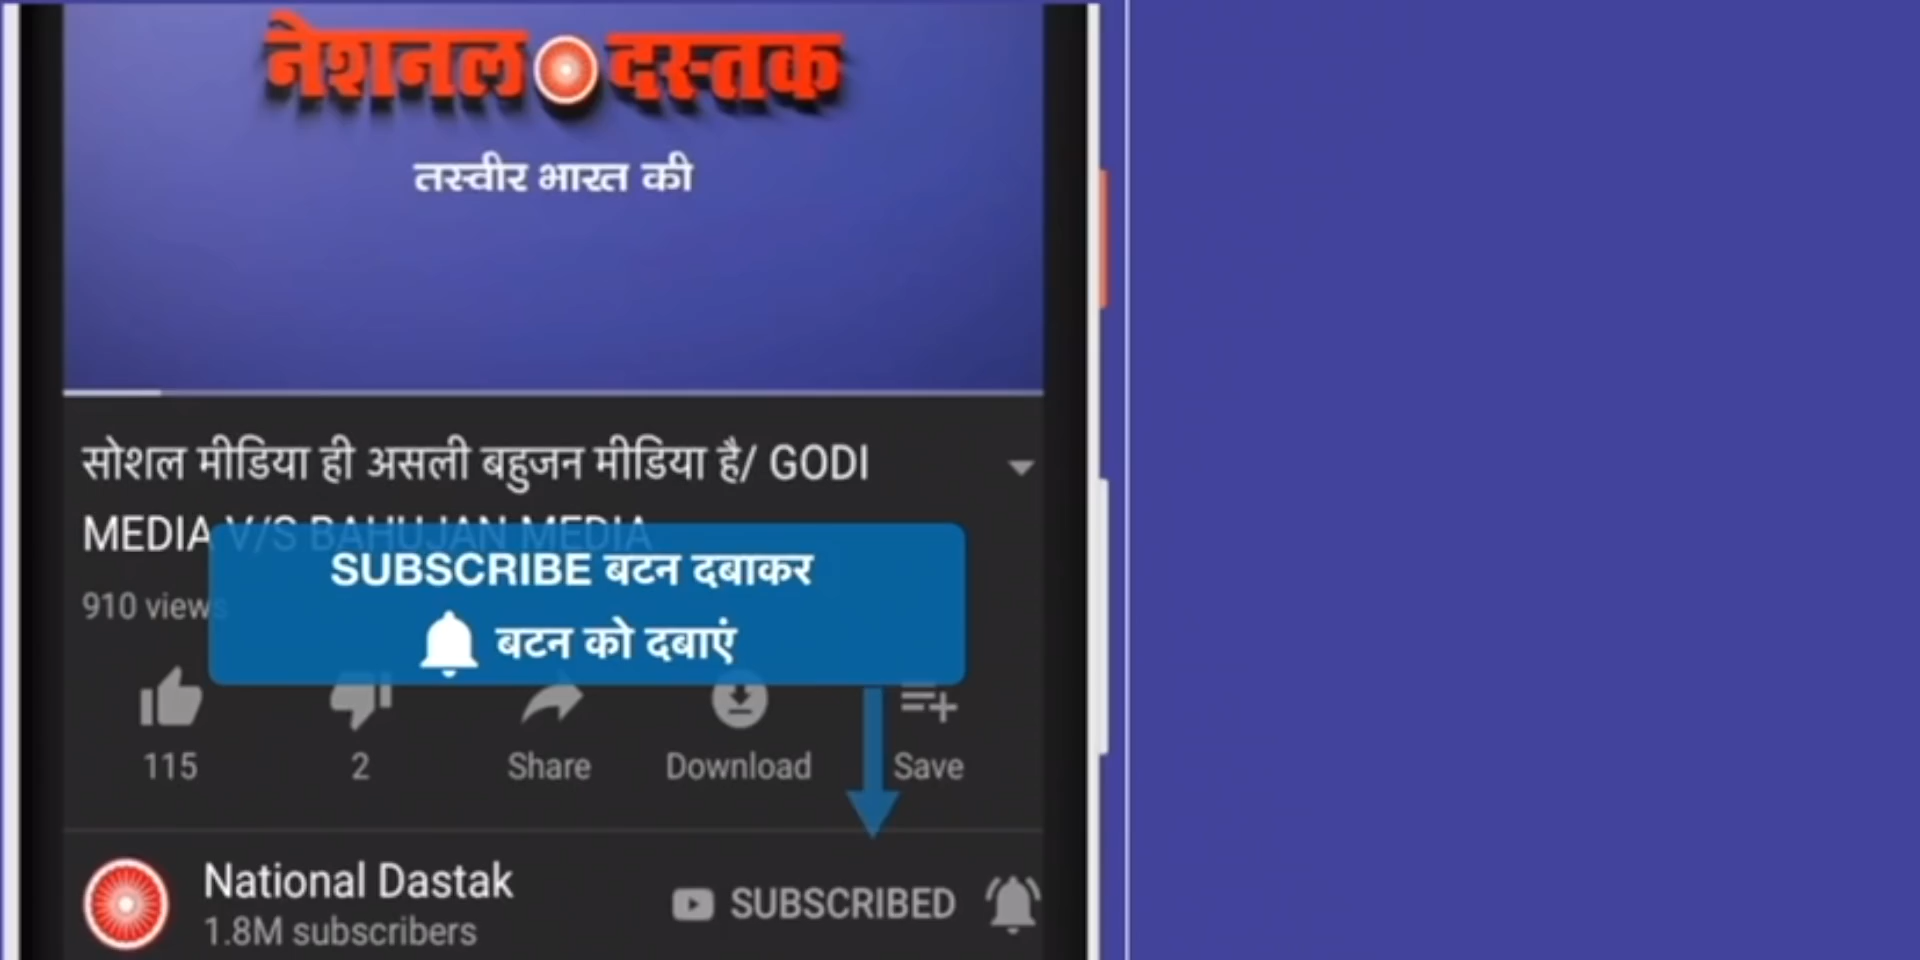 नेशनल दस्तक
तस्वीर भारत की
सोशल मीडिया ही असली बहुजन मीडिया है/ GODI
MEDIA V/S BAHUJAN MEDIA
SUBSCRIBE बटन दबाकर
910 views
बटन को दबाएं
115 2 Share Download Save
National Dastak SUBSCRIBED
1.8M subscribers